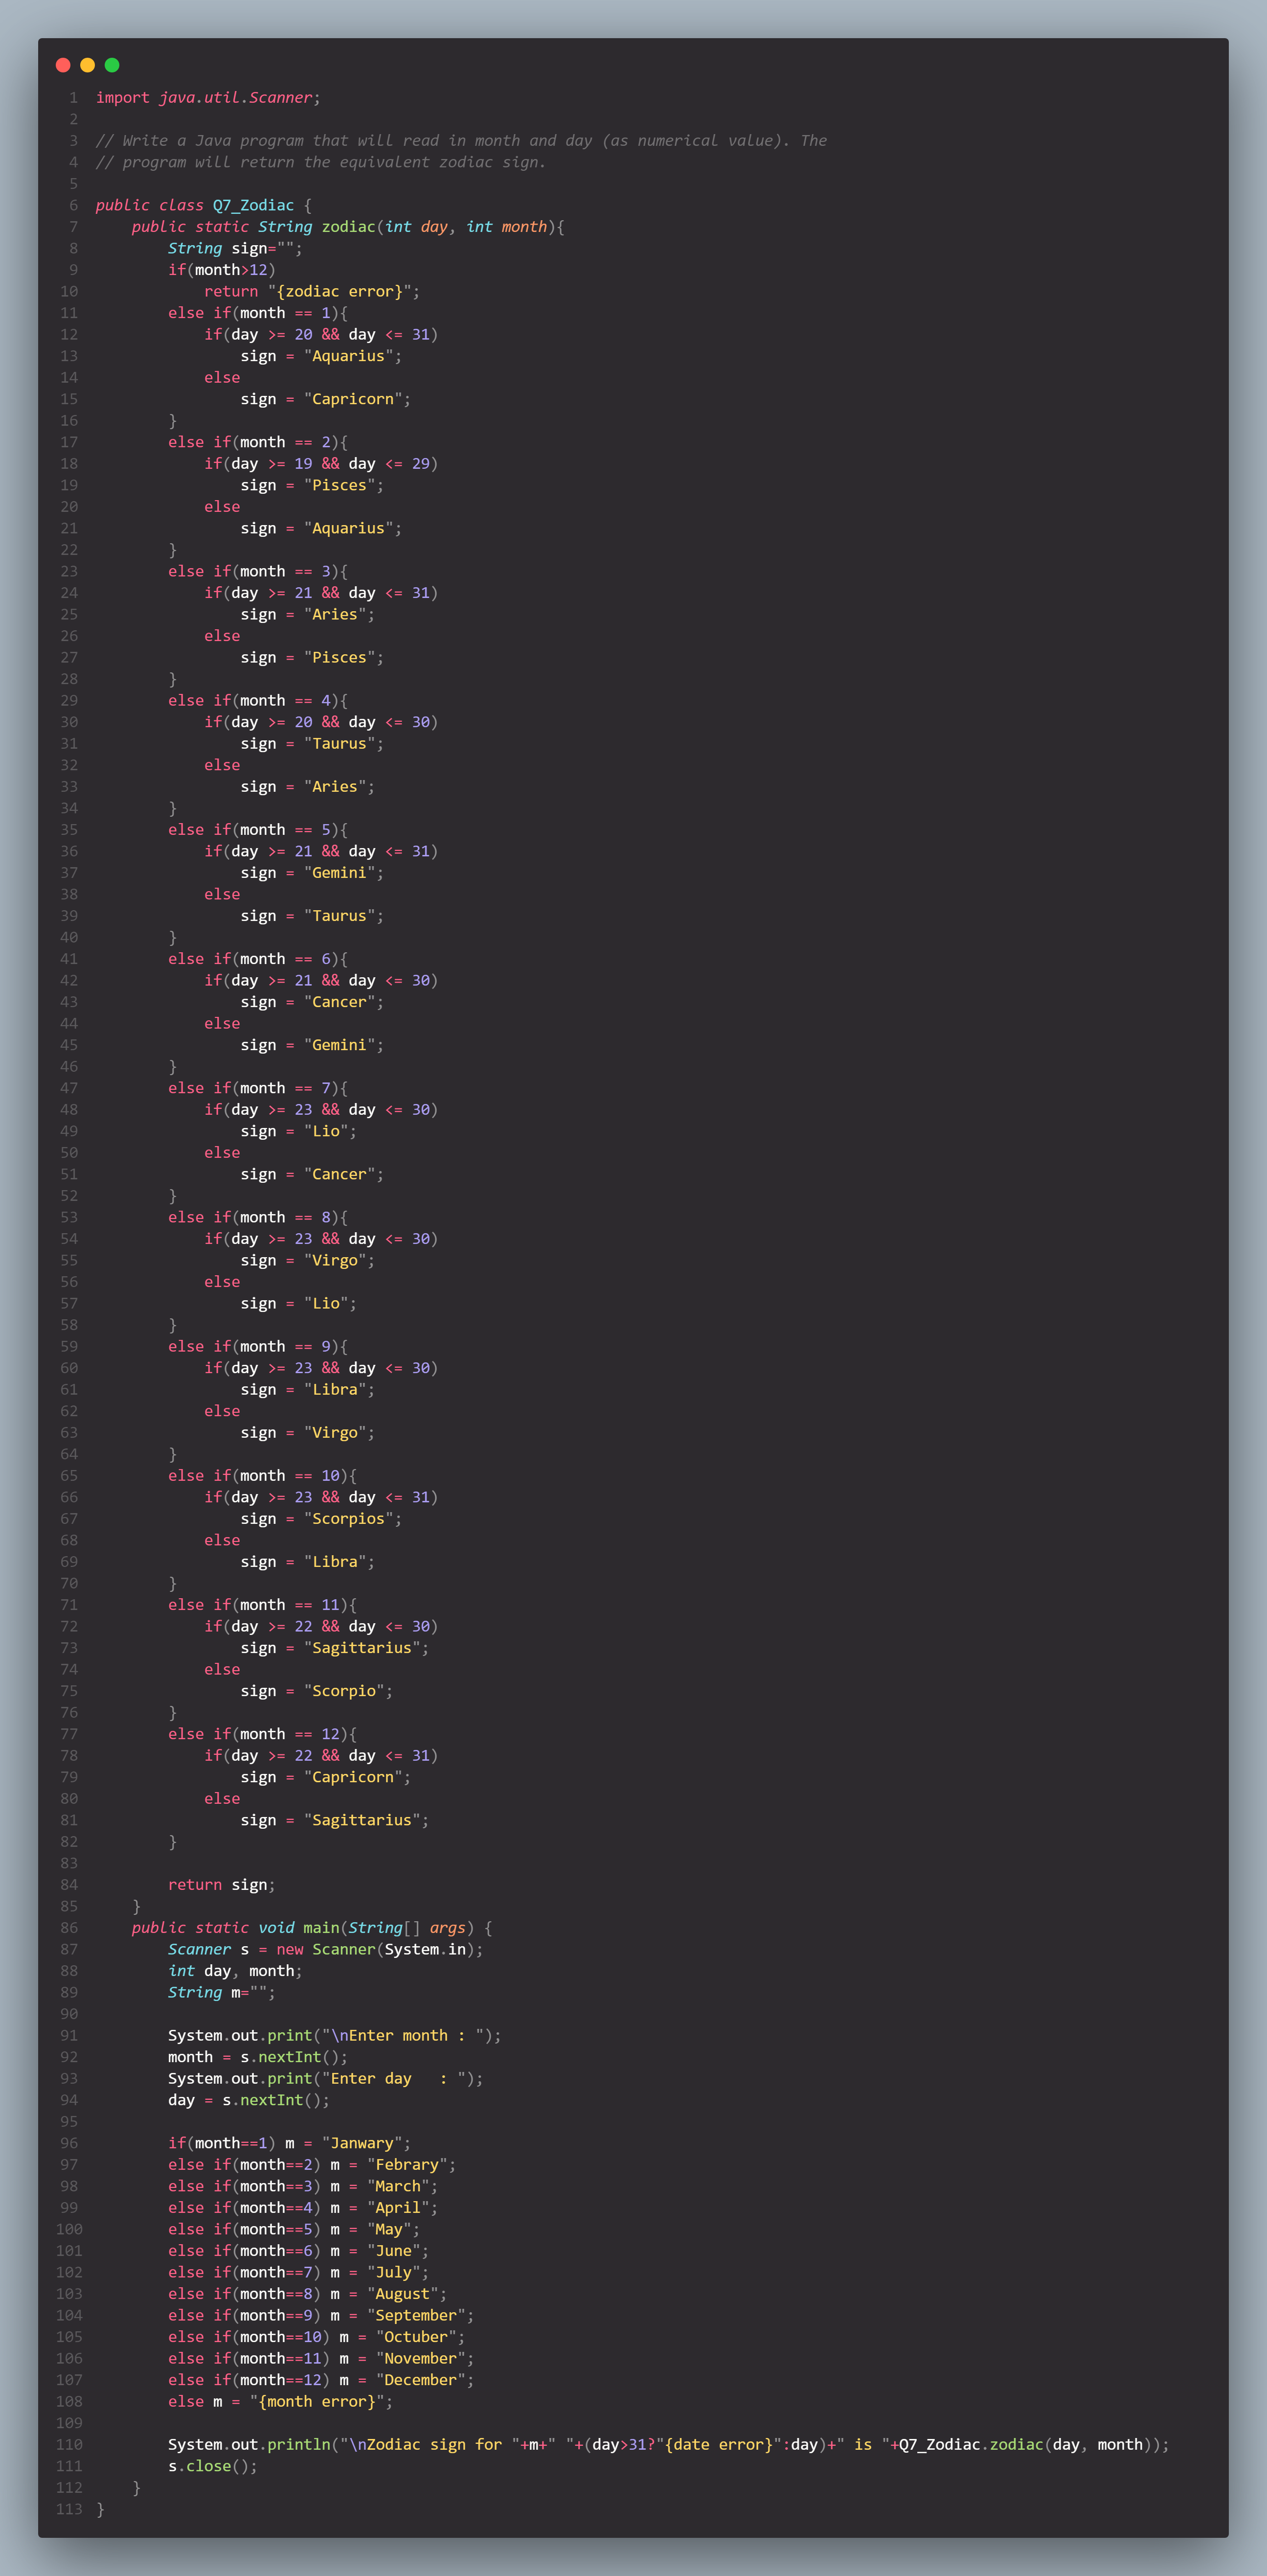 1 import java.util.Scanner;
2
3 // Write a Java program that will read in month and day (as numerical value). The
4 // program will return the equivalent zodiac sign.
5
6 public class Q7_Zodiac {
7     public static String zodiac(int day, int month){
8         String sign="";
9         if(month>12)
10             return "{zodiac error}";
11         else if(month == 1){
12             if(day >= 20 && day <= 31)
13                 sign = "Aquarius";
14             else
15                 sign = "Capricorn";
16         }
17         else if(month == 2){
18             if(day >= 19 && day <= 29)
19                 sign = "Pisces";
20             else
21                 sign = "Aquarius";
22         }
23         else if(month == 3){
24             if(day >= 21 && day <= 31)
25                 sign = "Aries";
26             else
27                 sign = "Pisces";
28         }
29         else if(month == 4){
30             if(day >= 20 && day <= 30)
31                 sign = "Taurus";
32             else
33                 sign = "Aries";
34         }
35         else if(month == 5){
36             if(day >= 21 && day <= 31)
37                 sign = "Gemini";
38             else
39                 sign = "Taurus";
40         }
41         else if(month == 6){
42             if(day >= 21 && day <= 30)
43                 sign = "Cancer";
44             else
45                 sign = "Gemini";
46         }
47         else if(month == 7){
48             if(day >= 23 && day <= 30)
49                 sign = "Lio";
50             else
51                 sign = "Cancer";
52         }
53         else if(month == 8){
54             if(day >= 23 && day <= 30)
55                 sign = "Virgo";
56             else
57                 sign = "Lio";
58         }
59         else if(month == 9){
60             if(day >= 23 && day <= 30)
61                 sign = "Libra";
62             else
63                 sign = "Virgo";
64         }
65         else if(month == 10){
66             if(day >= 23 && day <= 31)
67                 sign = "Scorpios";
68             else
69                 sign = "Libra";
70         }
71         else if(month == 11){
72             if(day >= 22 && day <= 30)
73                 sign = "Sagittarius";
74             else
75                 sign = "Scorpio";
76         }
77         else if(month == 12){
78             if(day >= 22 && day <= 31)
79                 sign = "Capricorn";
80             else
81                 sign = "Sagittarius";
82         }
83
84         return sign;
85     }
86     public static void main(String[] args) {
87         Scanner s = new Scanner(System.in);
88         int day, month;
89         String m="";
90
91         System.out.print("\nEnter month : ");
92         month = s.nextInt();
93         System.out.print("Enter day   : ");
94         day = s.nextInt();
95
96         if(month==1) m = "Janwary";
97         else if(month==2) m = "Febrary";
98         else if(month==3) m = "March";
99         else if(month==4) m = "April";
100         else if(month==5) m = "May";
101         else if(month==6) m = "June";
102         else if(month==7) m = "July";
103         else if(month==8) m = "August";
104         else if(month==9) m = "September";
105         else if(month==10) m = "Octuber";
106         else if(month==11) m = "November";
107         else if(month==12) m = "December";
108         else m = "{month error}";
109
110         System.out.println("\nZodiac sign for "+m+" "+(day>31?"{date error}":day)+" is "+Q7_Zodiac.zodiac(day, month));
111         s.close();
112     }
113 }